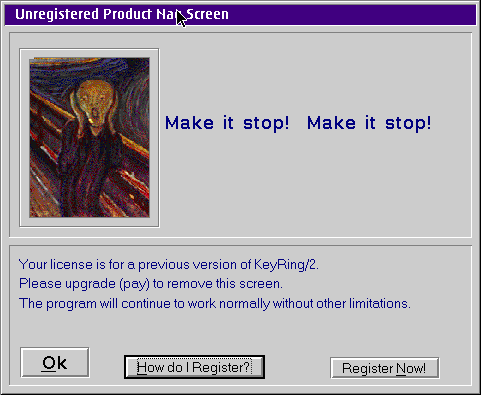 Unregistered Product Nag Screen
Make it stop! Make it stop!
Your license is for a previous version of KeyRing/2.
Please upgrade (pay) to remove this screen.
The program will continue to work normally without other limitations.
Ok
How do I Register?
Register Now!